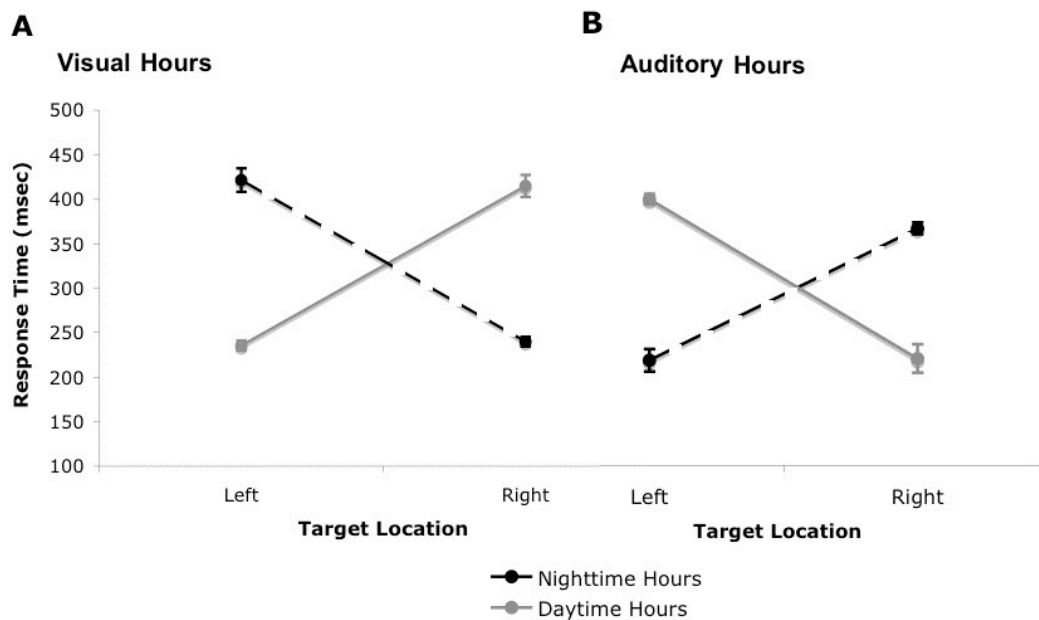 A
Visual Hours
B
Auditory Hours
Response Time (msec)
500
450
400
350
300
250
200
150
100
Left
Right
Target Location
Left
Right
Target Location
Nighttime Hours
Daytime Hours